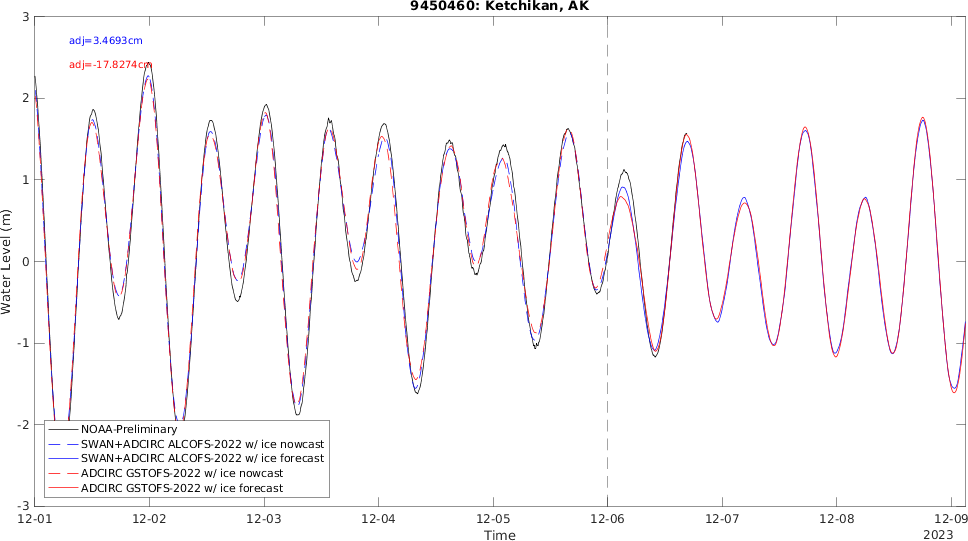 9450460: Ketchikan, AK
adj=3.4693cm
adj=-17.8274cm
Water Level (m)
3
2
1
0
-1
-2
-3
NOAA-Preliminary
SWAN+ADCIRC ALCOFS-2022 w/ ice nowcast
SWAN+ADCIRC ALCOFS-2022 w/ ice forecast
ADCIRC GSTOFS-2022 w/ ice nowcast
ADCIRC GSTOFS-2022 w/ ice forecast
12-01 12-02 12-03 12-04 12-05 12-06 12-07 12-08 12-09
Time
2023